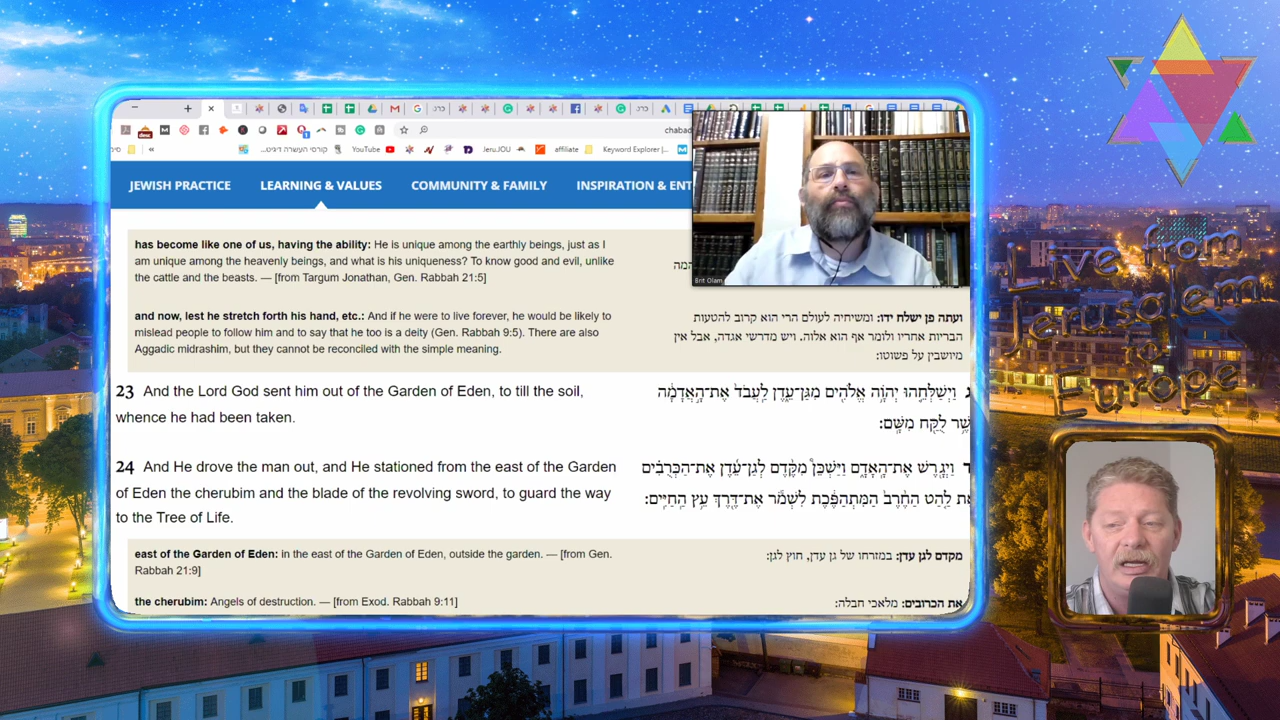 chabad
קורסי העשרה דיגיט...
YouTube
Jeru.JOU
affiliate
Keyword Explorer |...
JEWISH PRACTICE
LEARNING & VALUES
COMMUNITY & FAMILY
INSPIRATION & ENT
Brit Olam
has become like one of us, having the ability: He is unique among the earthly beings, just as I
am unique among the heavenly beings, and what is his uniqueness? To know good and evil, unlike
the cattle and the beasts. — [from Targum Jonathan, Gen. Rabbah 21:5]
and now, lest he stretch forth his hand, etc.: And if he were to live forever, he would be likely to
mislead people to follow him and to say that he too is a deity (Gen. Rabbah 9:5). There are also
Aggadic midrashim, but they cannot be reconciled with the simple meaning.
ועתה פן ישלח ידו: ומשיחיה לעולם הרי הוא קרוב להטעות
הבריות אחריו ולומר אף הוא אלוה. ויש מדרשי אגדה, אבל אין
מיושבין על פשוטו:
23 And the Lord God sent him out of the Garden of Eden, to till the soil,
whence he had been taken.
וַיְשַׁלְּחֵ֛הוּ יְהֹוָ֥ה אֱלֹהִ֖ים מִגַּן־עֵ֑דֶן לַֽעֲבֹד֙ אֶת־הָ֣אֲדָמָ֔ה
אֲשֶׁ֥ר לֻקַּ֖ח מִשָּֽׁם:
24 And He drove the man out, and He stationed from the east of the Garden
of Eden the cherubim and the blade of the revolving sword, to guard the way
to the Tree of Life.
וַיְגָ֖רֶשׁ אֶת־הָֽאָדָ֑ם וַיַּשְׁכֵּן֩ מִקֶּ֨דֶם לְגַן־עֵ֜דֶן אֶת־הַכְּרֻבִ֗ים
לַ֤הַט הַחֶ֨רֶב֙ הַמִּתְהַפֶּ֔כֶת לִשְׁמֹ֕ר אֶת־דֶּ֖רֶךְ עֵ֥ץ הַֽחַיִּֽים:
east of the Garden of Eden: in the east of the Garden of Eden, outside the garden. — [from Gen.
Rabbah 21:9]
מקדם לגן עדן: במזרחו של גן עדן, חוץ לגן:
the cherubim: Angels of destruction. — [from Exod. Rabbah 9:11]
את הכרובים: מלאכי חבלה:
Live from
Jerusalem
to
Europe